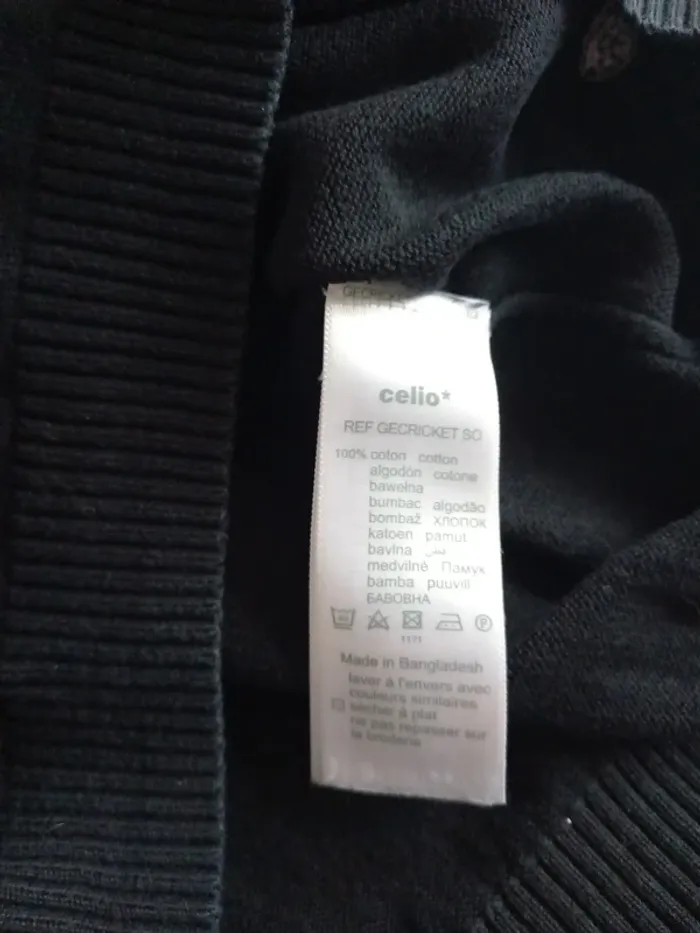 celio*
REF GECRICKET SO
100% coton cotton
algodón cotone
bawełna
bumbac algodão
bombaž хлопок
katoen pamut
bavlna
medvilnė Памук
bamba puuvill
БАВОВНА
1171
Made in Bangladesh
laver à l'envers avec
couleurs similaires
sécher à plat
ne pas repasser sur
la broderie